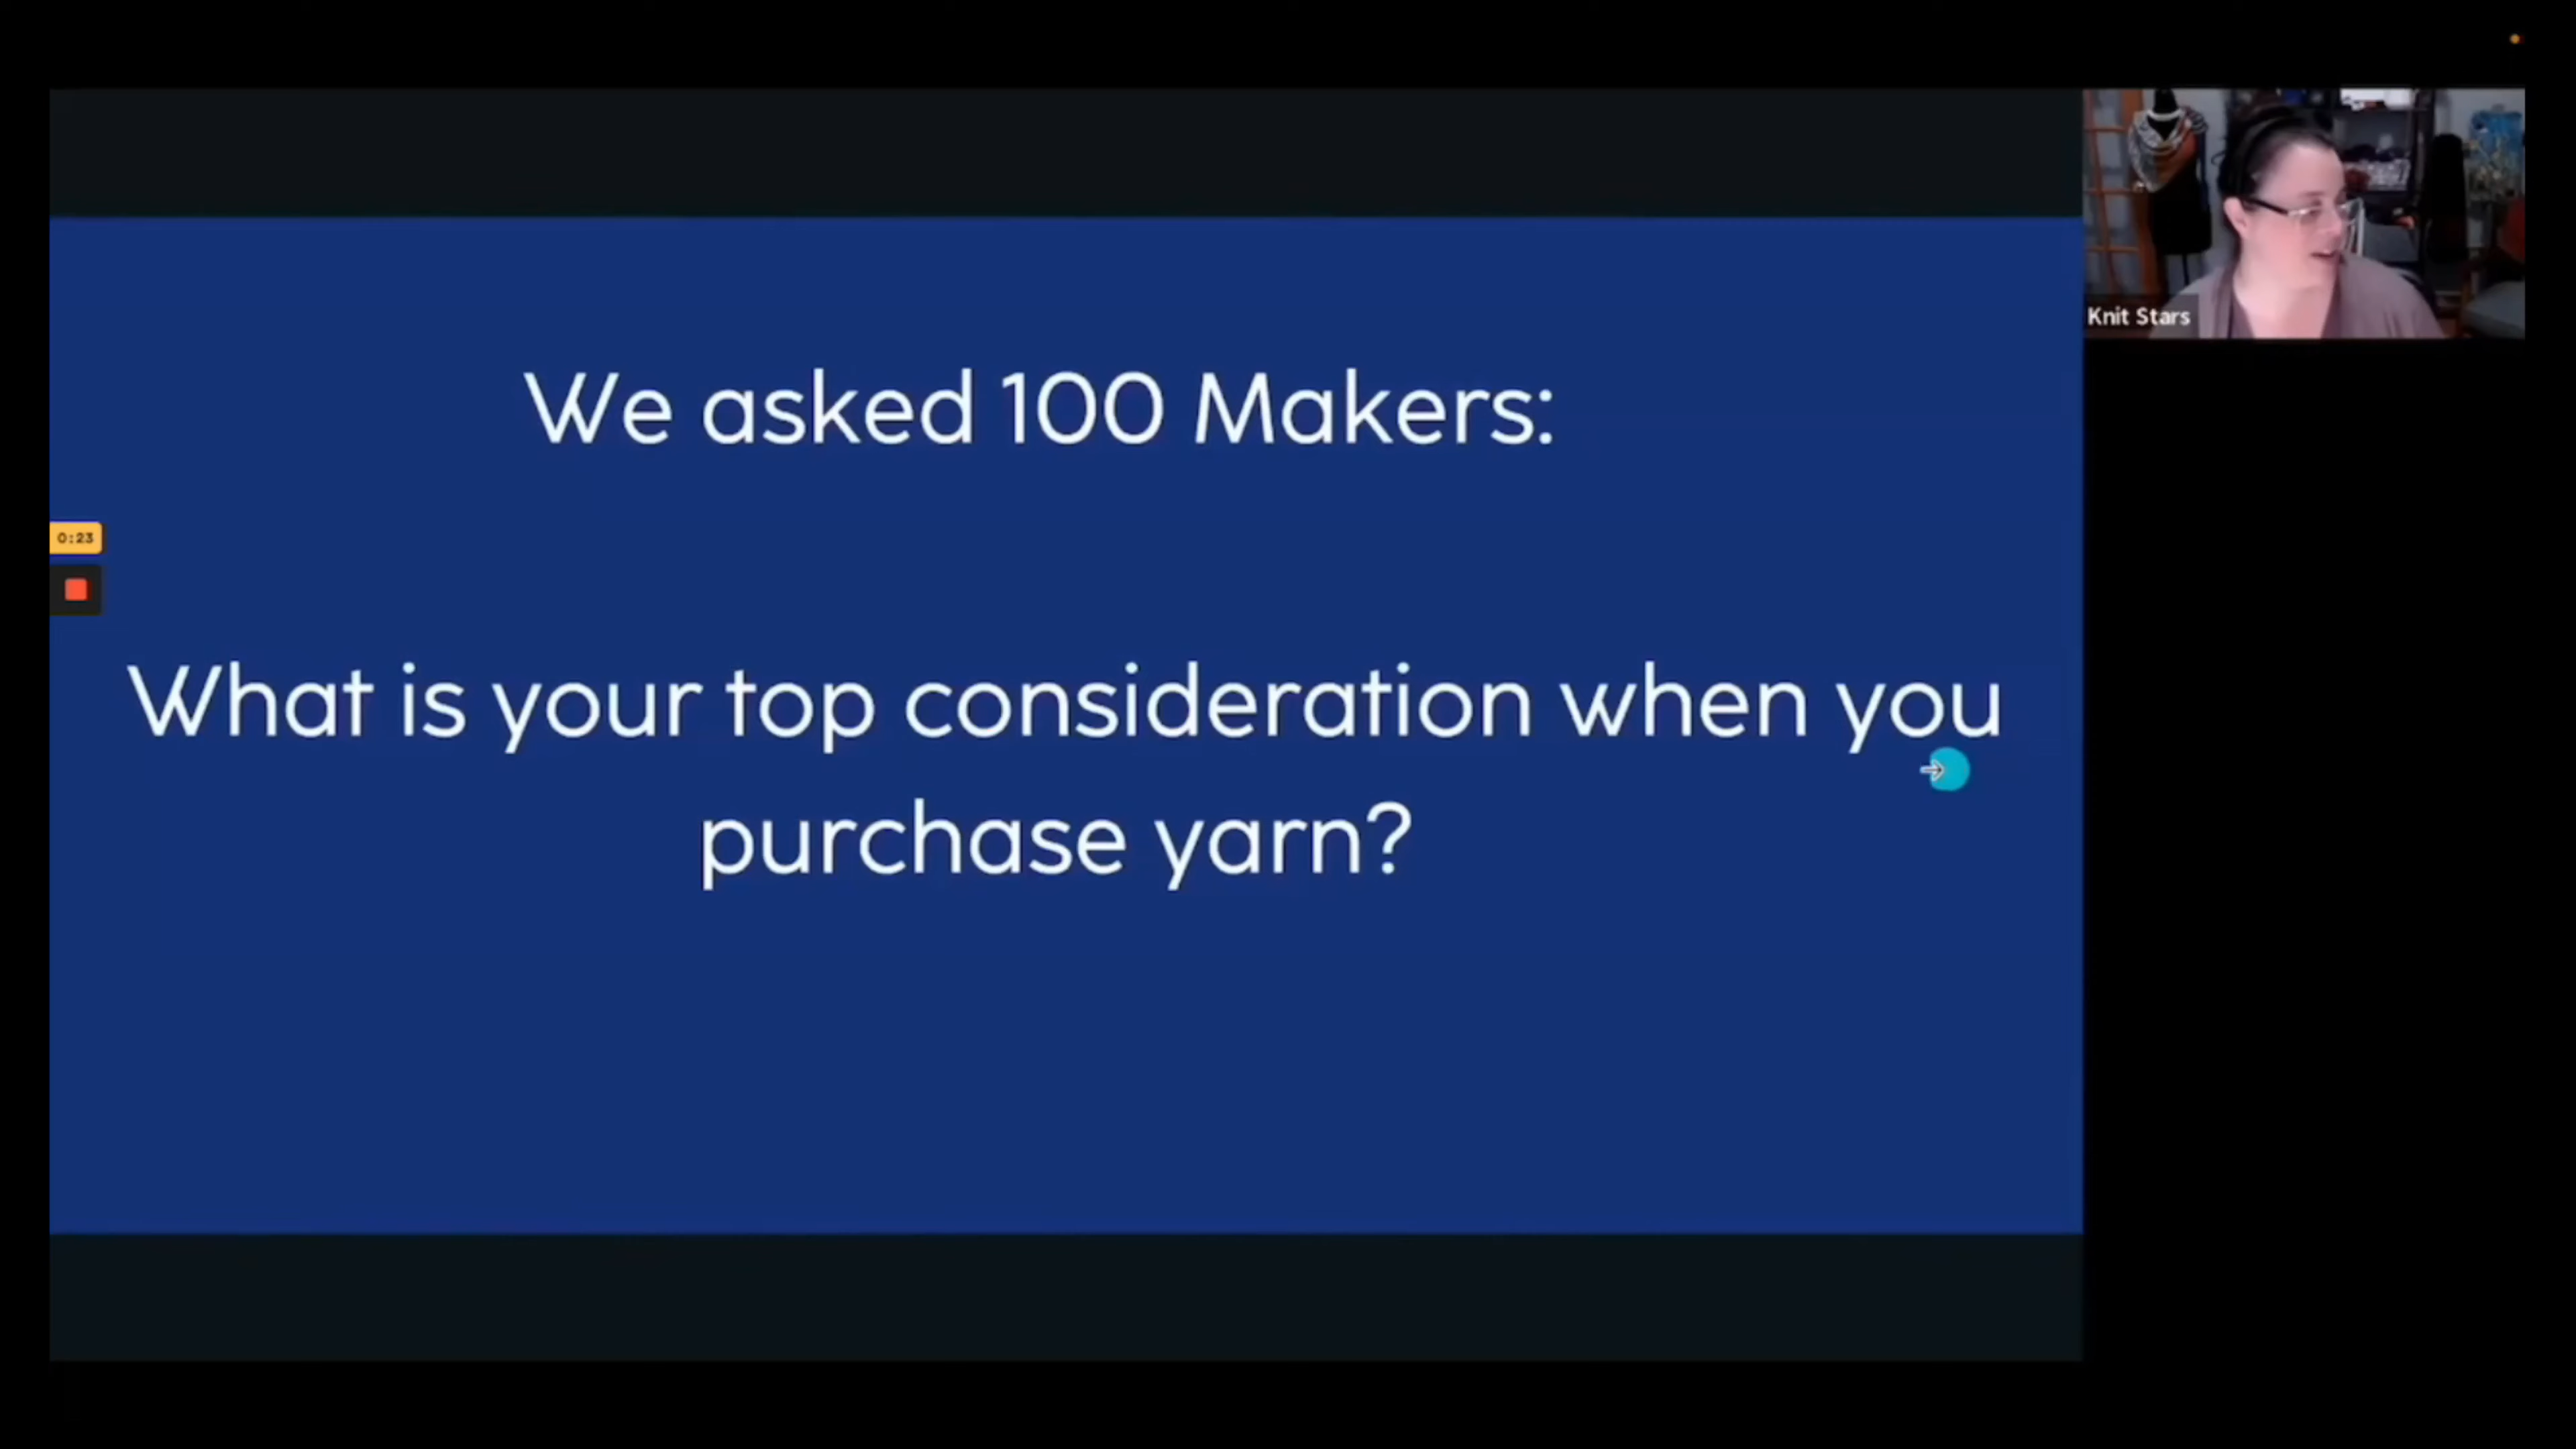 We asked 100 Makers:
0:23
What is your top consideration when you
purchase yarn?
Knit Stars